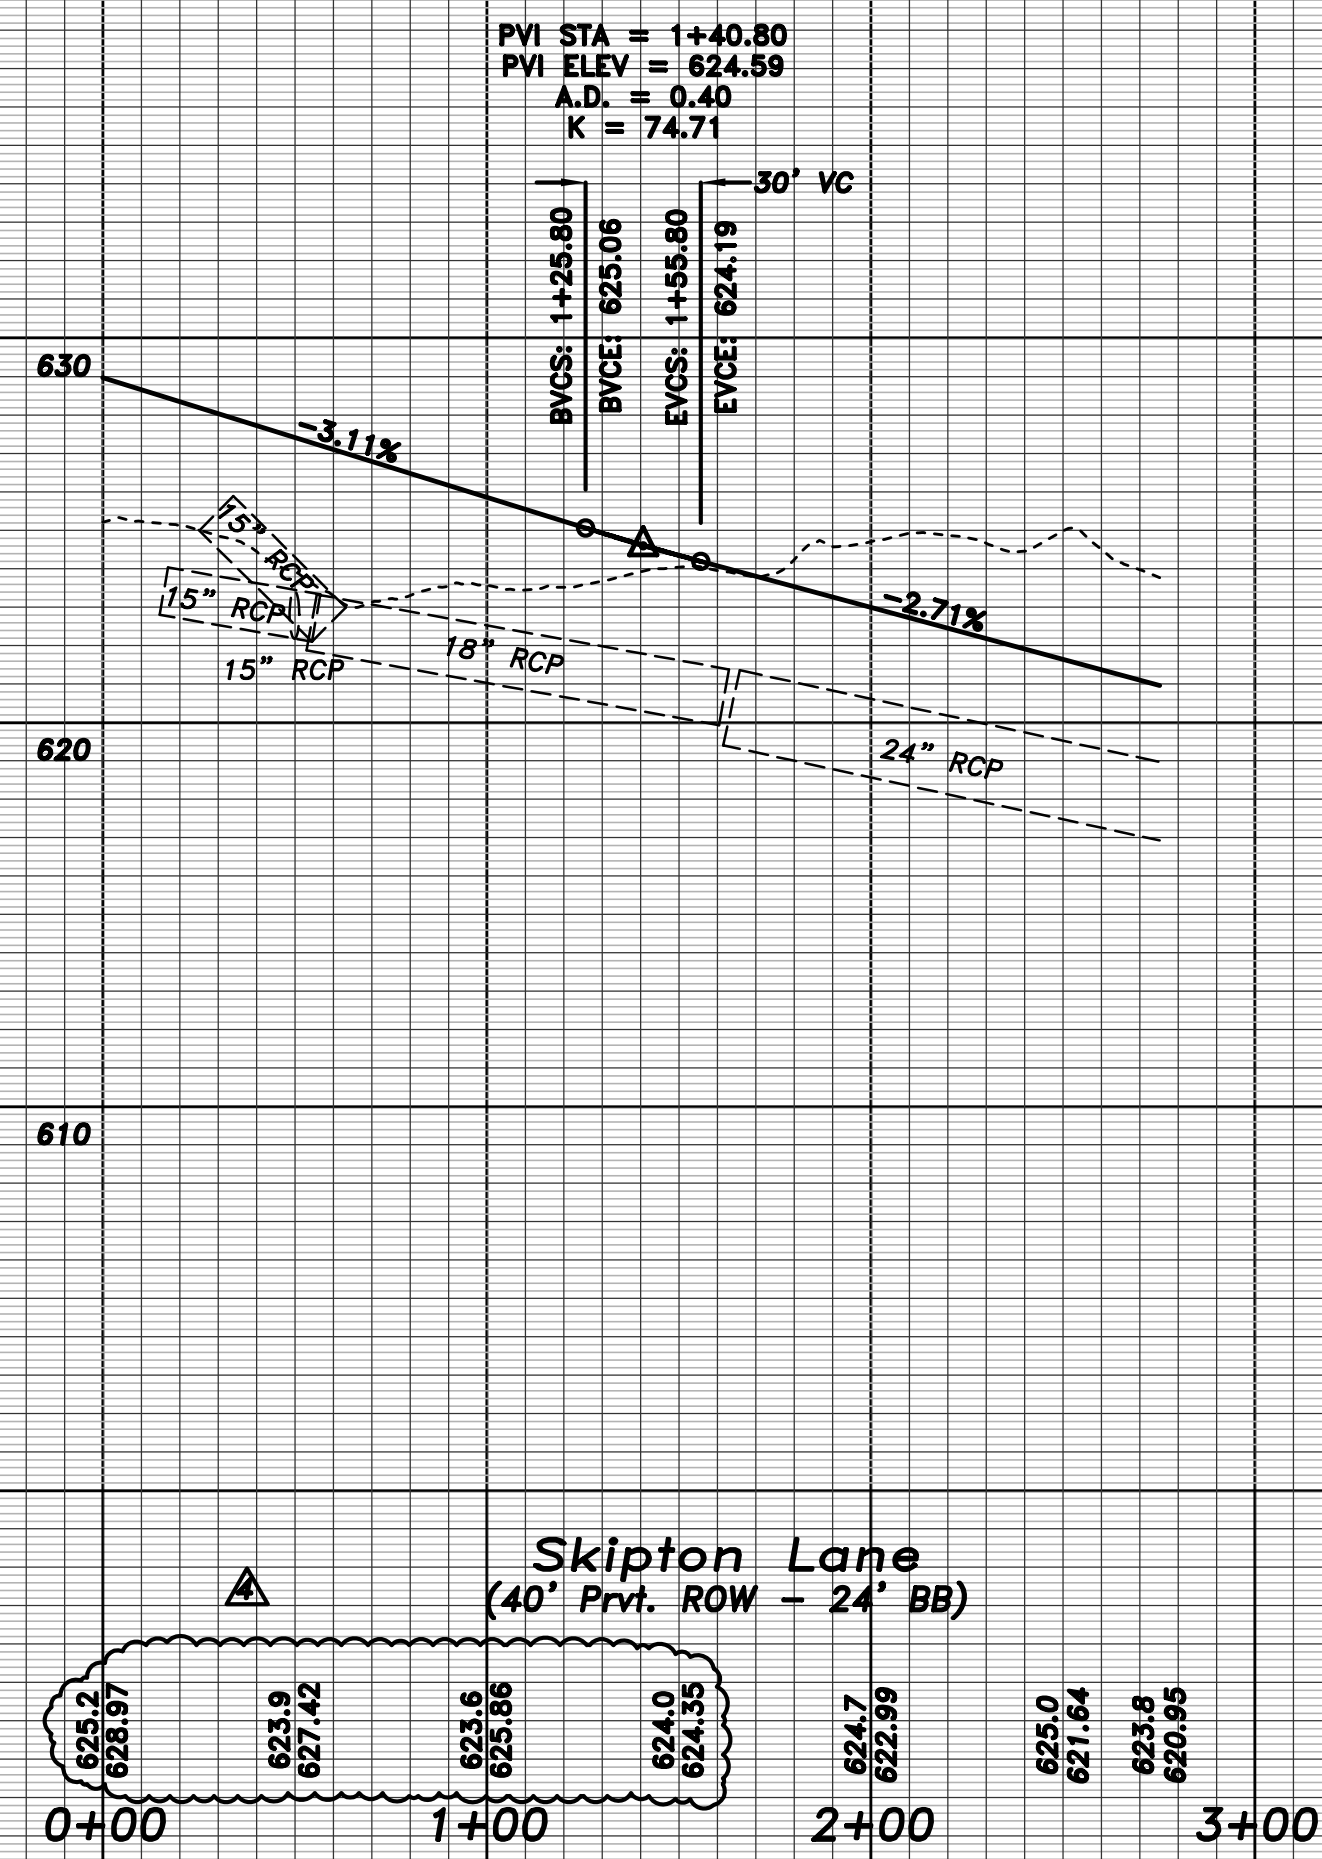 PVI STA = 1+40.80
PVI ELEV = 624.59
A.D. = 0.40
K = 74.71
30' VC
BVCS: 1+25.80
BVCE: 625.06
EVCS: 1+55.80
EVCE: 624.19
630
-3.11%
15" RCP
15" RCP
15" RCP
18" RCP
-2.71%
24" RCP
620
610
Skipton Lane
(40' Prvt. ROW - 24' BB)
4
625.2
628.97
623.9
627.42
623.6
625.86
624.0
624.35
624.7
622.99
625.0
621.64
623.8
620.95
0+00
1+00
2+00
3+00